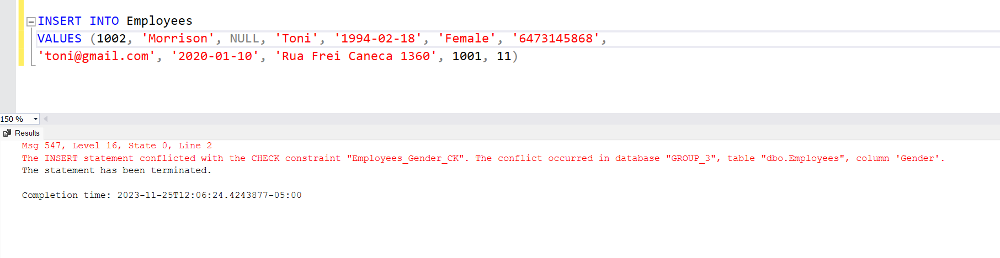 INSERT INTO Employees
VALUES (1002, 'Morrison', NULL, 'Toni', '1994-02-18', 'Female', '6473145868',
'toni@gmail.com', '2020-01-10', 'Rua Frei Caneca 1360', 1001, 11)
150 %
Results
Msg 547, Level 16, State 0, Line 2
The INSERT statement conflicted with the CHECK constraint "Employees_Gender_CK". The conflict occurred in database "GROUP_3", table "dbo.Employees", column 'Gender'.
The statement has been terminated.
Completion time: 2023-11-25T12:06:24.4243877-05:00